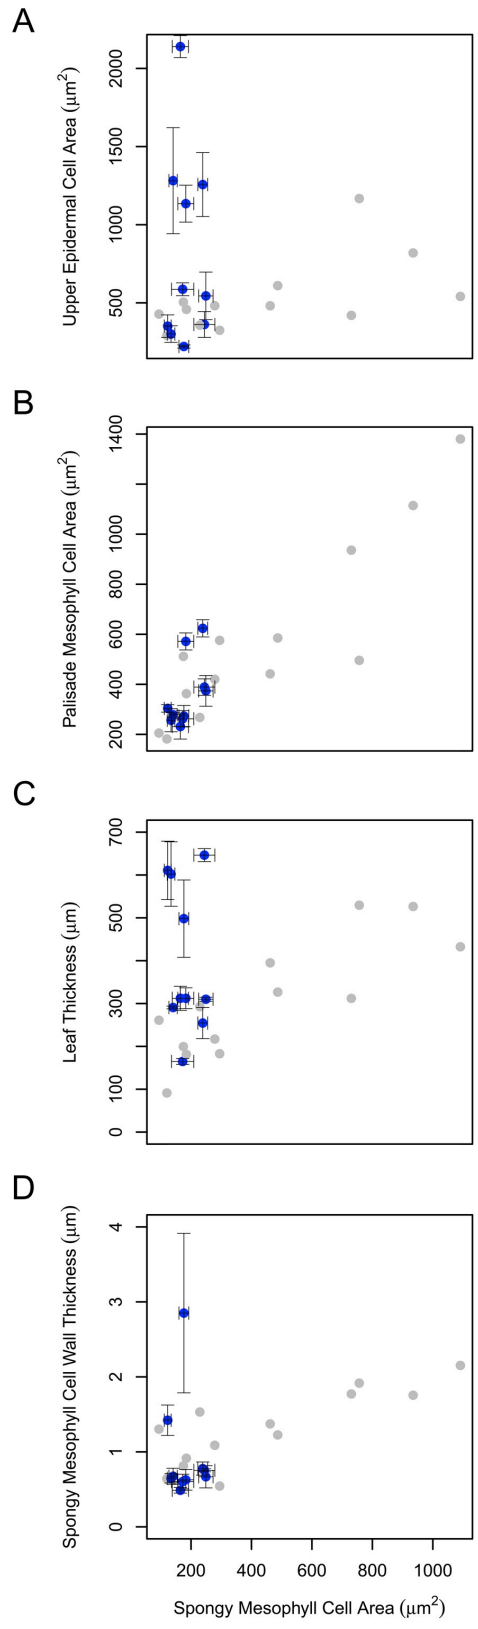 A
Upper Epidermal Cell Area (μm²)
2000
1500
1000
500
B
Palisade Mesophyll Cell Area (μm²)
1400
1000
800
600
400
200
C
Leaf Thickness (μm)
700
500
300
100
0
D
Spongy Mesophyll Cell Wall Thickness (μm)
4
3
2
1
0
200 400 600 800 1000
Spongy Mesophyll Cell Area (μm²)